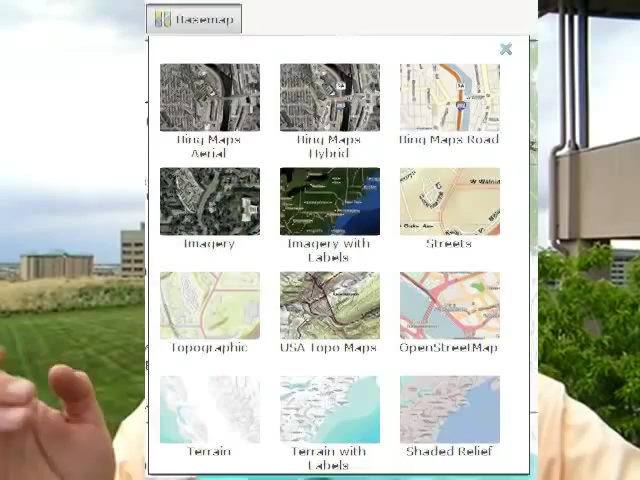 Basemap
Bing Maps Aerial
Bing Maps Hybrid
Bing Maps Road
Imagery
Imagery with Labels
Streets
Topographic
USA Topo Maps
OpenStreetMap
Terrain
Terrain with Labels
Shaded Relief